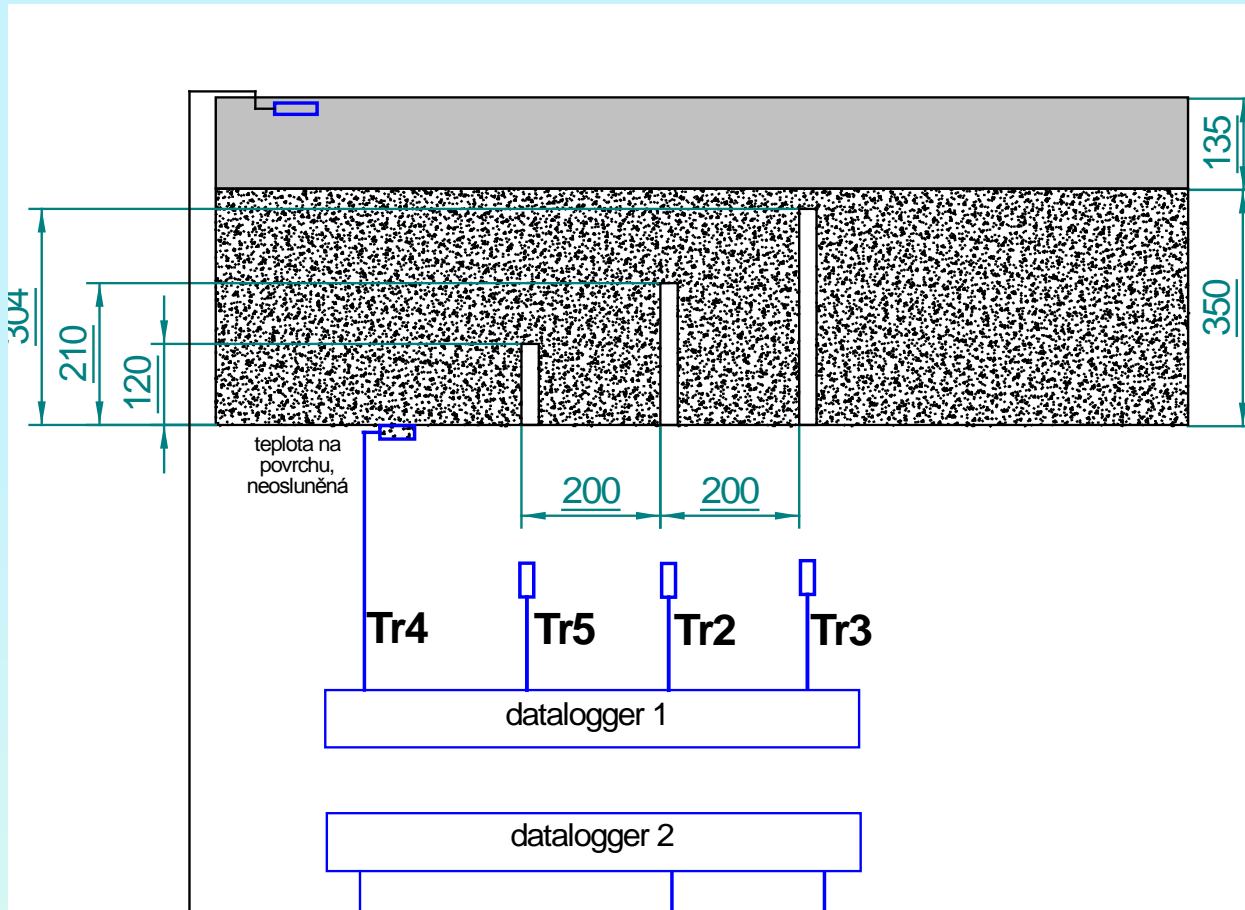 135
304
210
120
350
teplota na
povrchu,
neosluněná
200 200
Tr4 Tr5 Tr2 Tr3
datalogger 1
datalogger 2